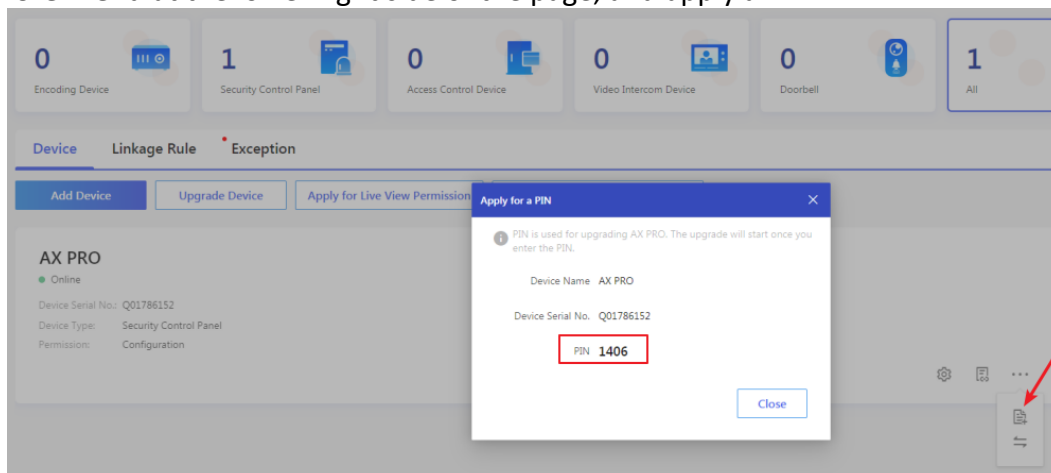 0
Encoding Device
1
Security Control Panel
0
Access Control Device
0
Video Intercom Device
0
Doorbell
1
All
Device
Linkage Rule
Exception
Add Device
Upgrade Device
Apply for Live View Permission
AX PRO
Online
Device Serial No.: Q01786152
Device Type: Security Control Panel
Permission: Configuration
Apply for a PIN
PIN is used for upgrading AX PRO. The upgrade will start once you
enter the PIN.
Device Name AX PRO
Device Serial No. Q01786152
PIN 1406
Close